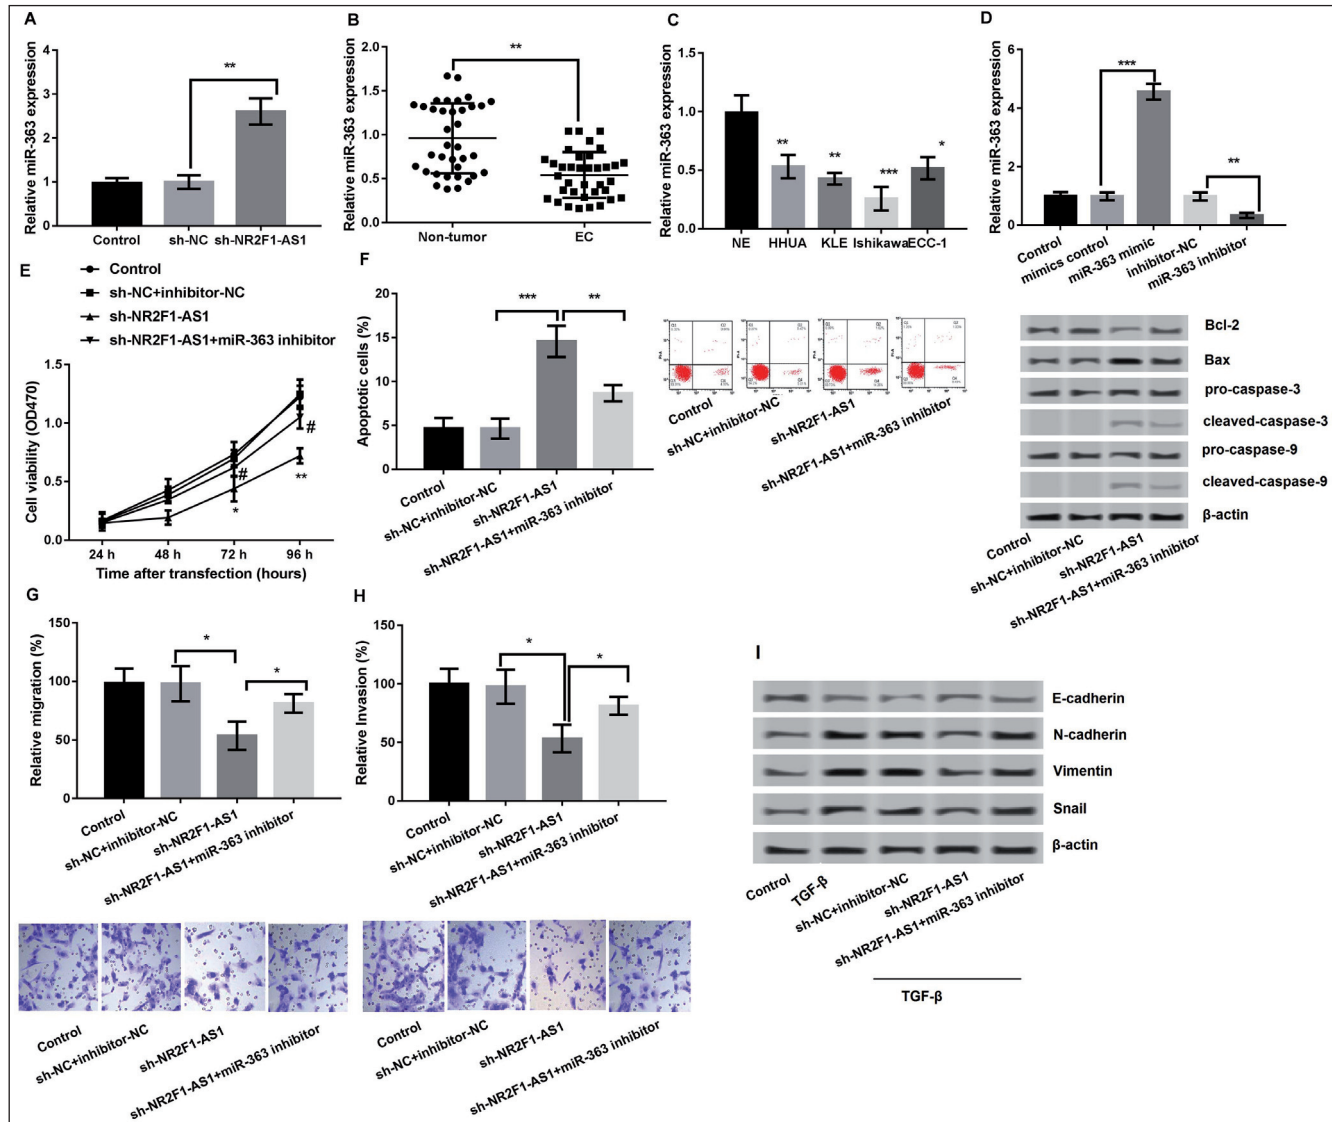 A
Relative miR-363 expression
4
3
2
1
0
**
Control
sh-NC
sh-NR2F1-AS1
B
Relative miR-363 expression
2.0
1.5
1.0
0.5
0.0
**
Non-tumor
EC
C
Relative miR-363 expression
1.5
1.0
0.5
0.0
**
**
***
*
NE
HHUA
KLE
Ishikawa
ECC-1
D
Relative miR-363 expression
6
4
2
0
***
**
Control
mimics control
miR-363 mimic
inhibitor-NC
miR-363 inhibitor
E
Control
sh-NC+inhibitor-NC
sh-NR2F1-AS1
sh-NR2F1-AS1+miR-363 inhibitor
Cell viability (OD470)
1.5
1.0
0.5
0.0
#
*
#
**
24 h
48 h
72 h
96 h
Time after transfection (hours)
F
Apoptotic cells (%)
20
15
10
5
0
***
**
Control
sh-NC+inhibitor-NC
sh-NR2F1-AS1
sh-NR2F1-AS1+miR-363 inhibitor
Control
sh-NC+inhibitor-NC
sh-NR2F1-AS1
sh-NR2F1-AS1+miR-363 inhibitor
Bcl-2
Bax
pro-caspase-3
cleaved-caspase-3
pro-caspase-9
cleaved-caspase-9
β-actin
Control
sh-NC+inhibitor-NC
sh-NR2F1-AS1
sh-NR2F1-AS1+miR-363 inhibitor
G
Relative migration (%)
150
100
50
0
*
*
Control
sh-NC+inhibitor-NC
sh-NR2F1-AS1
sh-NR2F1-AS1+miR-363 inhibitor
Control
sh-NC+inhibitor-NC
sh-NR2F1-AS1
sh-NR2F1-AS1+miR-363 inhibitor
H
Relative Invasion (%)
150
100
50
0
*
*
Control
sh-NC+inhibitor-NC
sh-NR2F1-AS1
sh-NR2F1-AS1+miR-363 inhibitor
Control
sh-NC+inhibitor-NC
sh-NR2F1-AS1
sh-NR2F1-AS1+miR-363 inhibitor
I
E-cadherin
N-cadherin
Vimentin
Snail
β-actin
Control
TGF-β
sh-NC+inhibitor-NC
sh-NR2F1-AS1
sh-NR2F1-AS1+miR-363 inhibitor
TGF-β